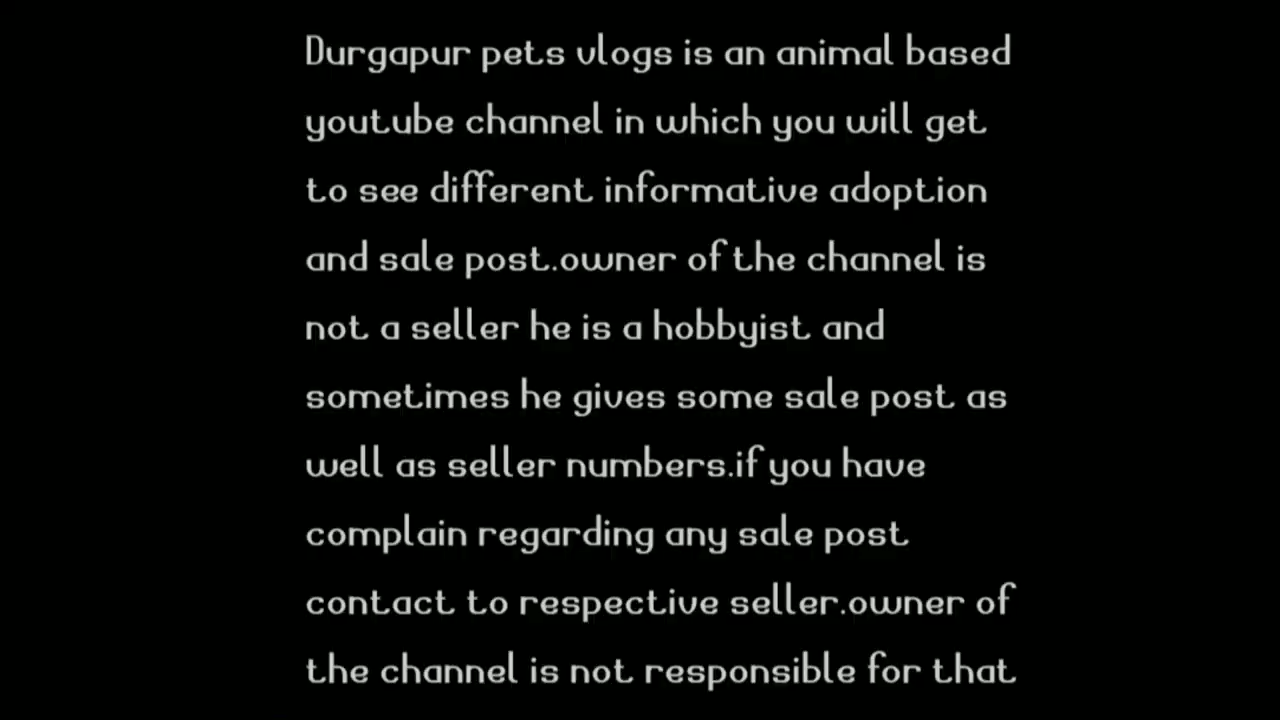 Durgapur pets vlogs is an animal based
youtube channel in which you will get
to see different informative adoption
and sale post.owner of the channel is
not a seller he is a hobbyist and
sometimes he gives some sale post as
well as seller numbers.if you have
complain regarding any sale post
contact to respective seller.owner of
the channel is not responsible for that